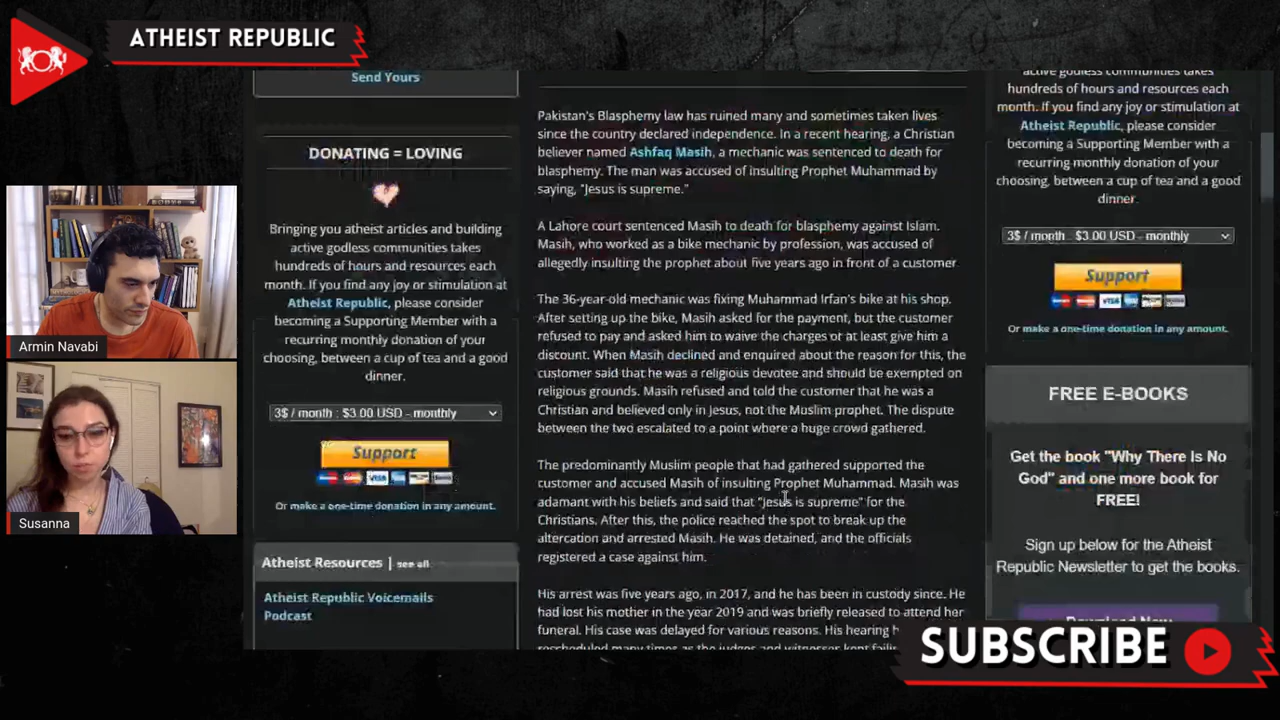 ATHEIST REPUBLIC
Send Yours
DONATING = LOVING
Bringing you atheist articles and building
active godless communities takes
hundreds of hours and resources each
month. If you find any joy or stimulation at
Atheist Republic, please consider
becoming a Supporting Member with a
recurring monthly donation of your
choosing, between a cup of tea and a good
dinner.
3$ / month : $3.00 USD - monthly
Support
Or make a one-time donation in any amount.
Atheist Resources | see all
Atheist Republic Voicemails
Podcast
Pakistan's Blasphemy law has ruined many and sometimes taken lives
since the country declared independence. In a recent hearing, a Christian
believer named Ashfaq Masih, a mechanic was sentenced to death for
blasphemy. The man was accused of insulting Prophet Muhammad by
saying, "Jesus is supreme."
A Lahore court sentenced Masih to death for blasphemy against Islam.
Masih, who worked as a bike mechanic by profession, was accused of
allegedly insulting the prophet about five years ago in front of a customer
The 36-year-old mechanic was fixing Muhammad Irfan's bike at his shop.
After setting up the bike, Masih asked for the payment, but the customer
refused to pay and asked him to waive the charges or at least give him a
discount. When Masih declined and enquired about the reason for this, the
customer said that he was a religious devotee and should be exempted on
religious grounds. Masih refused and told the customer that he was a
Christian and believed only in Jesus, not the Muslim prophet. The dispute
between the two escalated to a point where a huge crowd gathered.
The predominantly Muslim people that had gathered supported the
customer and accused Masih of insulting Prophet Muhammad. Masih was
adamant with his beliefs and said that "Jesus is supreme" for the
Christians. After this, the police reached the spot to break up the
altercation and arrested Masih. He was detained, and the officials
registered a case against him.
His arrest was five years ago, in 2017, and he has been in custody since. He
had lost his mother in the year 2019 and was briefly released to attend her
funeral. His case was delayed for various reasons. His hearing
rescheduled many times as the judges and witnesses kept
active godless communities takes
hundreds of hours and resources each
month. If you find any joy or stimulation at
Atheist Republic, please consider
becoming a Supporting Member with a
recurring monthly donation of your
choosing, between a cup of tea and a good
dinner.
3$ / month : $3.00 USD - monthly
Support
Or make a one-time donation in any amount.
FREE E-BOOKS
Get the book "Why There Is No
God" and one more book for
FREE!
Sign up below for the Atheist
Republic Newsletter to get the books.
Download Now
Armin Navabi
Susanna
SUBSCRIBE